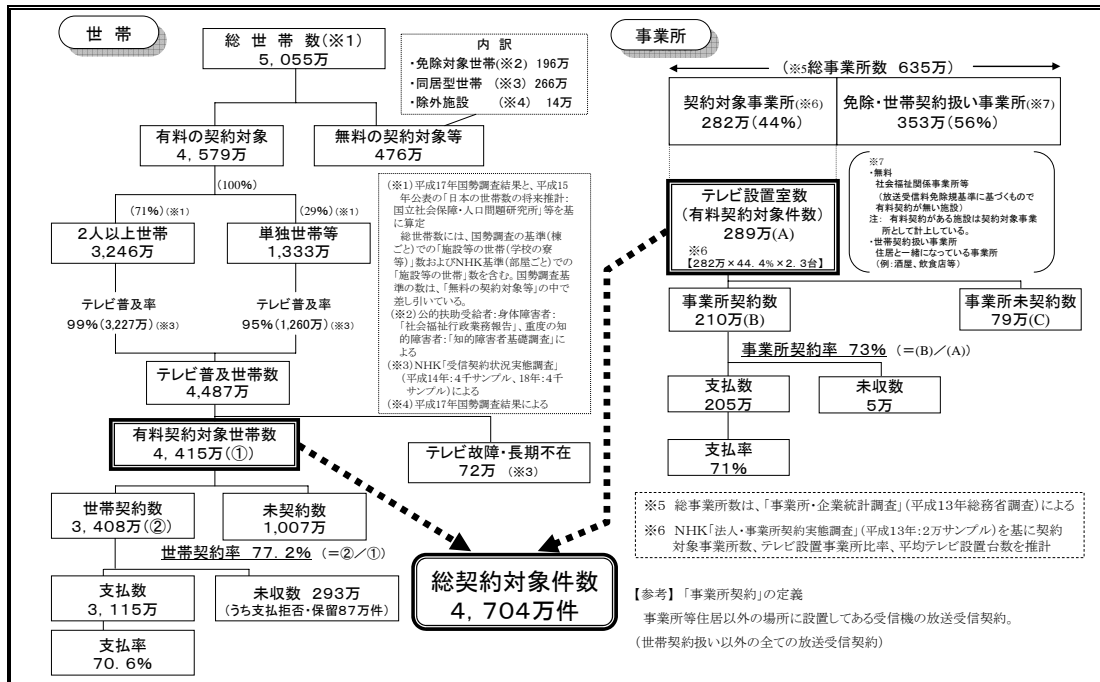 世 帯
総 世 帯 数(※1)
5, 055万
内 訳
・免除対象世帯(※2) 196万
・同居型世帯 (※3) 266万
・除外施設 (※4) 14万
有料の契約対象
4, 579万
無料の契約対象等
476万
(100%)
(71%) (※1)
(29%) (※1)
2人以上世帯
3,246万
単独世帯等
1,333万
テレビ普及率
99%(3,227万) (※3)
テレビ普及率
95%(1,260万) (※3)
テレビ普及世帯数
4,487万
有料契約対象世帯数
4, 415万(①)
テレビ故障・長期不在
72万 (※3)
世帯契約数
3, 408万(②)
未契約数
1,007万
世帯契約率 77. 2% (=②/①)
支払数
3, 115万
未収数 293万
(うち支払拒否・保留87万件)
支払率
70. 6%
(※1)平成17年国勢調査結果と、平成15
年公表の「日本の世帯数の将来推計:
国立社会保障・人口問題研究所」等を基
に算定
総世帯数には、国勢調査の基準(棟
ごと)での「施設等の世帯(学校の寮
等)」数およびNHK基準(部屋ごと)での
「施設等の世帯」数を含む。国勢調査基
準の数は、「無料の契約対象等」の中で
差し引いている。
(※2)公的扶助受給者:身体障害者:
「社会福祉行政業務報告」、重度の知
的障害者:「知的障害者基礎調査」に
よる
(※3)NHK「受信契約状況実態調査」
(平成14年:4千サンプル、18年:4千
サンプル)による
(※4)平成17年国勢調査結果による
総契約対象件数
4, 704万件
事業所
(※5総事業所数 635万)
契約対象事業所(※6)
282万(44%)
免除・世帯契約扱い事業所(※7)
353万(56%)
テレビ設置室数
(有料契約対象件数)
289万(A)
※6
【282万×44. 4%×2. 3台】
※7
・無料
社会福祉関係事業所等
(放送受信料免除規基準に基づくもので
有料契約が無い施設)
注: 有料契約がある施設は契約対象事業
所として計上している。
・世帯契約扱い事業所
住居と一緒になっている事業所
(例:酒屋、飲食店等)
事業所契約数
210万(B)
事業所未契約数
79万(C)
事業所契約率 73% (=(B)/(A))
支払数
205万
未収数
5万
支払率
71%
※5 総事業所数は、「事業所・企業統計調査」(平成13年総務省調査)による
※6 NHK「法人・事業所契約実態調査」(平成13年:2万サンプル)を基に契約
対象事業所数、テレビ設置事業所比率、平均テレビ設置台数を推計
【参考】 「事業所契約」の定義
事業所等住居以外の場所に設置してある受信機の放送受信契約。
(世帯契約扱い以外の全ての放送受信契約)